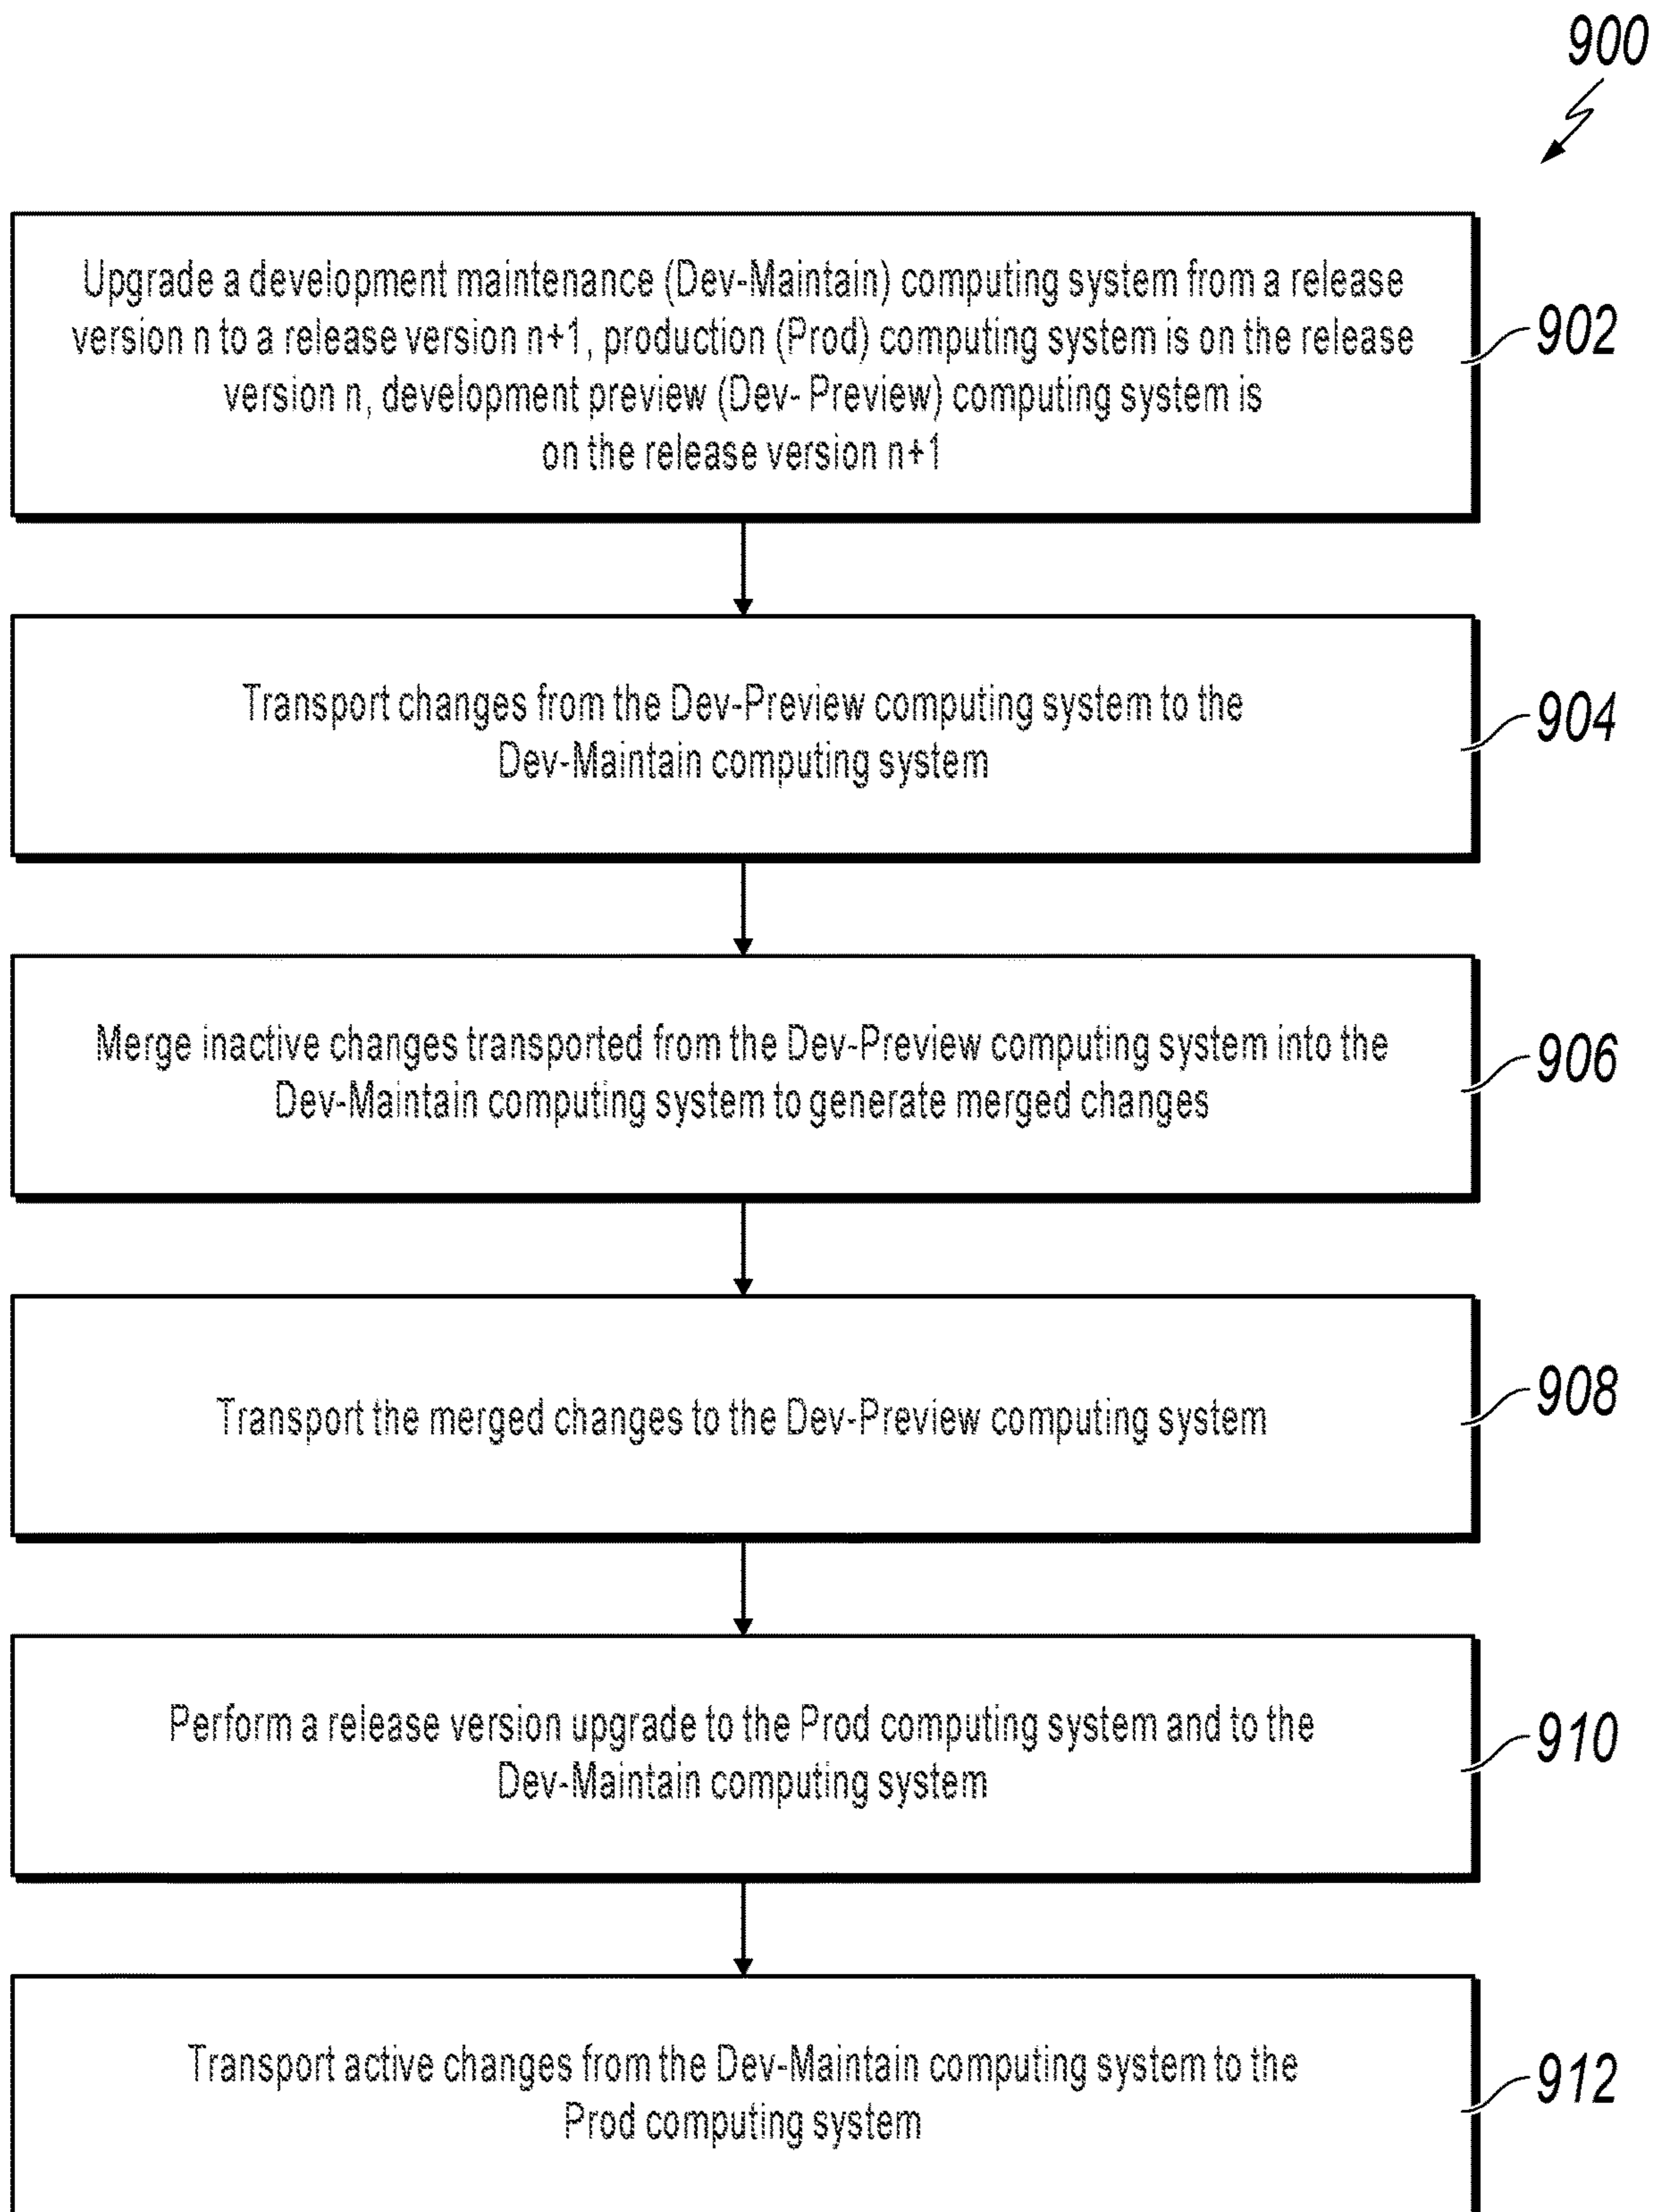 900
Upgrade a development maintenance (Dev-Maintain) computing system from a release
version n to a release version n+1, production (Prod) computing system is on the release
version n, development preview (Dev- Preview) computing system is
on the release version n+1
902
Transport changes from the Dev-Preview computing system to the
Dev-Maintain computing system
904
Merge inactive changes transported from the Dev-Preview computing system into the
Dev-Maintain computing system to generate merged changes
906
Transport the merged changes to the Dev-Preview computing system
908
Perform a release version upgrade to the Prod computing system and to the
Dev-Maintain computing system
910
Transport active changes from the Dev-Maintain computing system to the
Prod computing system
912